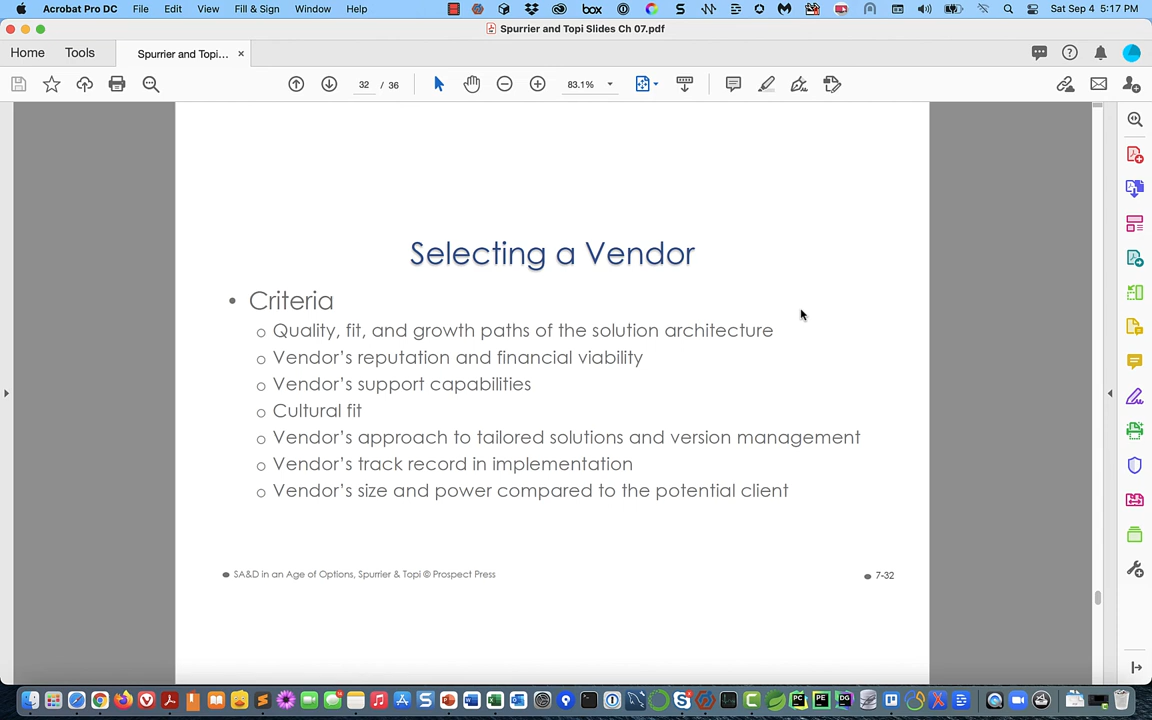 Acrobat Pro DC File Edit View Fill & Sign Window Help box Sat Sep 4 5:17 PM
Spurrier and Topi Slides Ch 07.pdf
Home Tools Spurrier and Topi... ×
32 / 36 83.1%
Selecting a Vendor
• Criteria
o Quality, fit, and growth paths of the solution architecture
o Vendor's reputation and financial viability
o Vendor's support capabilities
o Cultural fit
o Vendor's approach to tailored solutions and version management
o Vendor's track record in implementation
o Vendor's size and power compared to the potential client
● SA&D in an Age of Options, Spurrier & Topi © Prospect Press
● 7-32